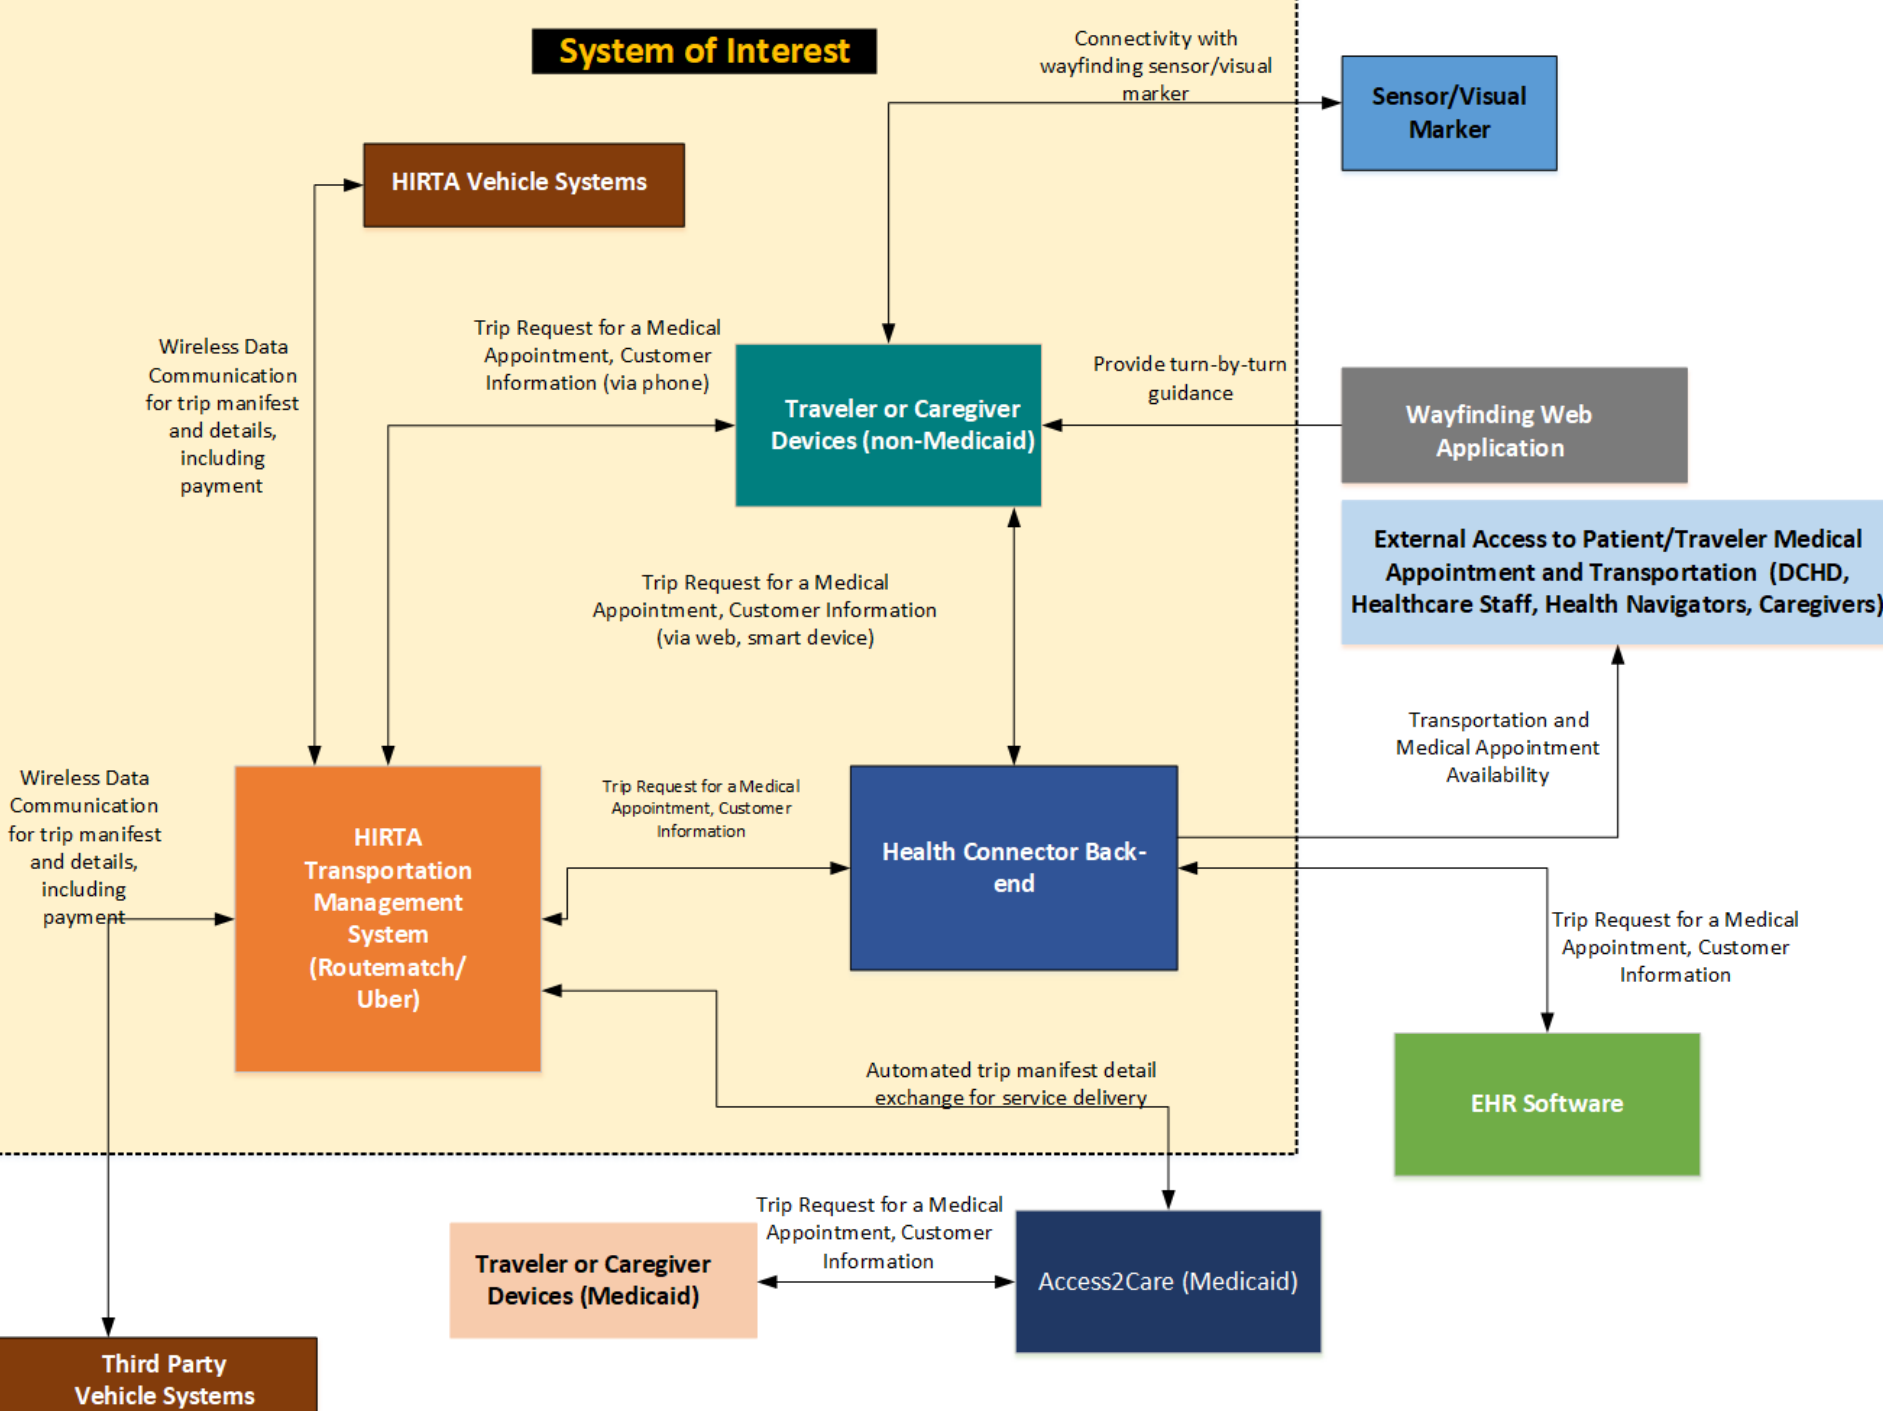 System of Interest
Connectivity with
wayfinding sensor/visual
marker
Sensor/Visual
Marker
HIRTA Vehicle Systems
Wireless Data
Communication
for trip manifest
and details,
including
payment
Trip Request for a Medical
Appointment, Customer
Information (via phone)
Traveler or Caregiver
Devices (non-Medicaid)
Provide turn-by-turn
guidance
Wayfinding Web
Application
External Access to Patient/Traveler Medical
Appointment and Transportation (DCHD,
Healthcare Staff, Health Navigators, Caregivers)
Trip Request for a Medical
Appointment, Customer Information
(via web, smart device)
Transportation and
Medical Appointment
Availability
Wireless Data
Communication
for trip manifest
and details,
including
payment
HIRTA
Transportation
Management
System
(Routematch/
Uber)
Trip Request for a Medical
Appointment, Customer
Information
Health Connector Back-
end
Trip Request for a Medical
Appointment, Customer
Information
EHR Software
Automated trip manifest detail
exchange for service delivery
Traveler or Caregiver
Devices (Medicaid)
Trip Request for a Medical
Appointment, Customer
Information
Access2Care (Medicaid)
Third Party
Vehicle Systems